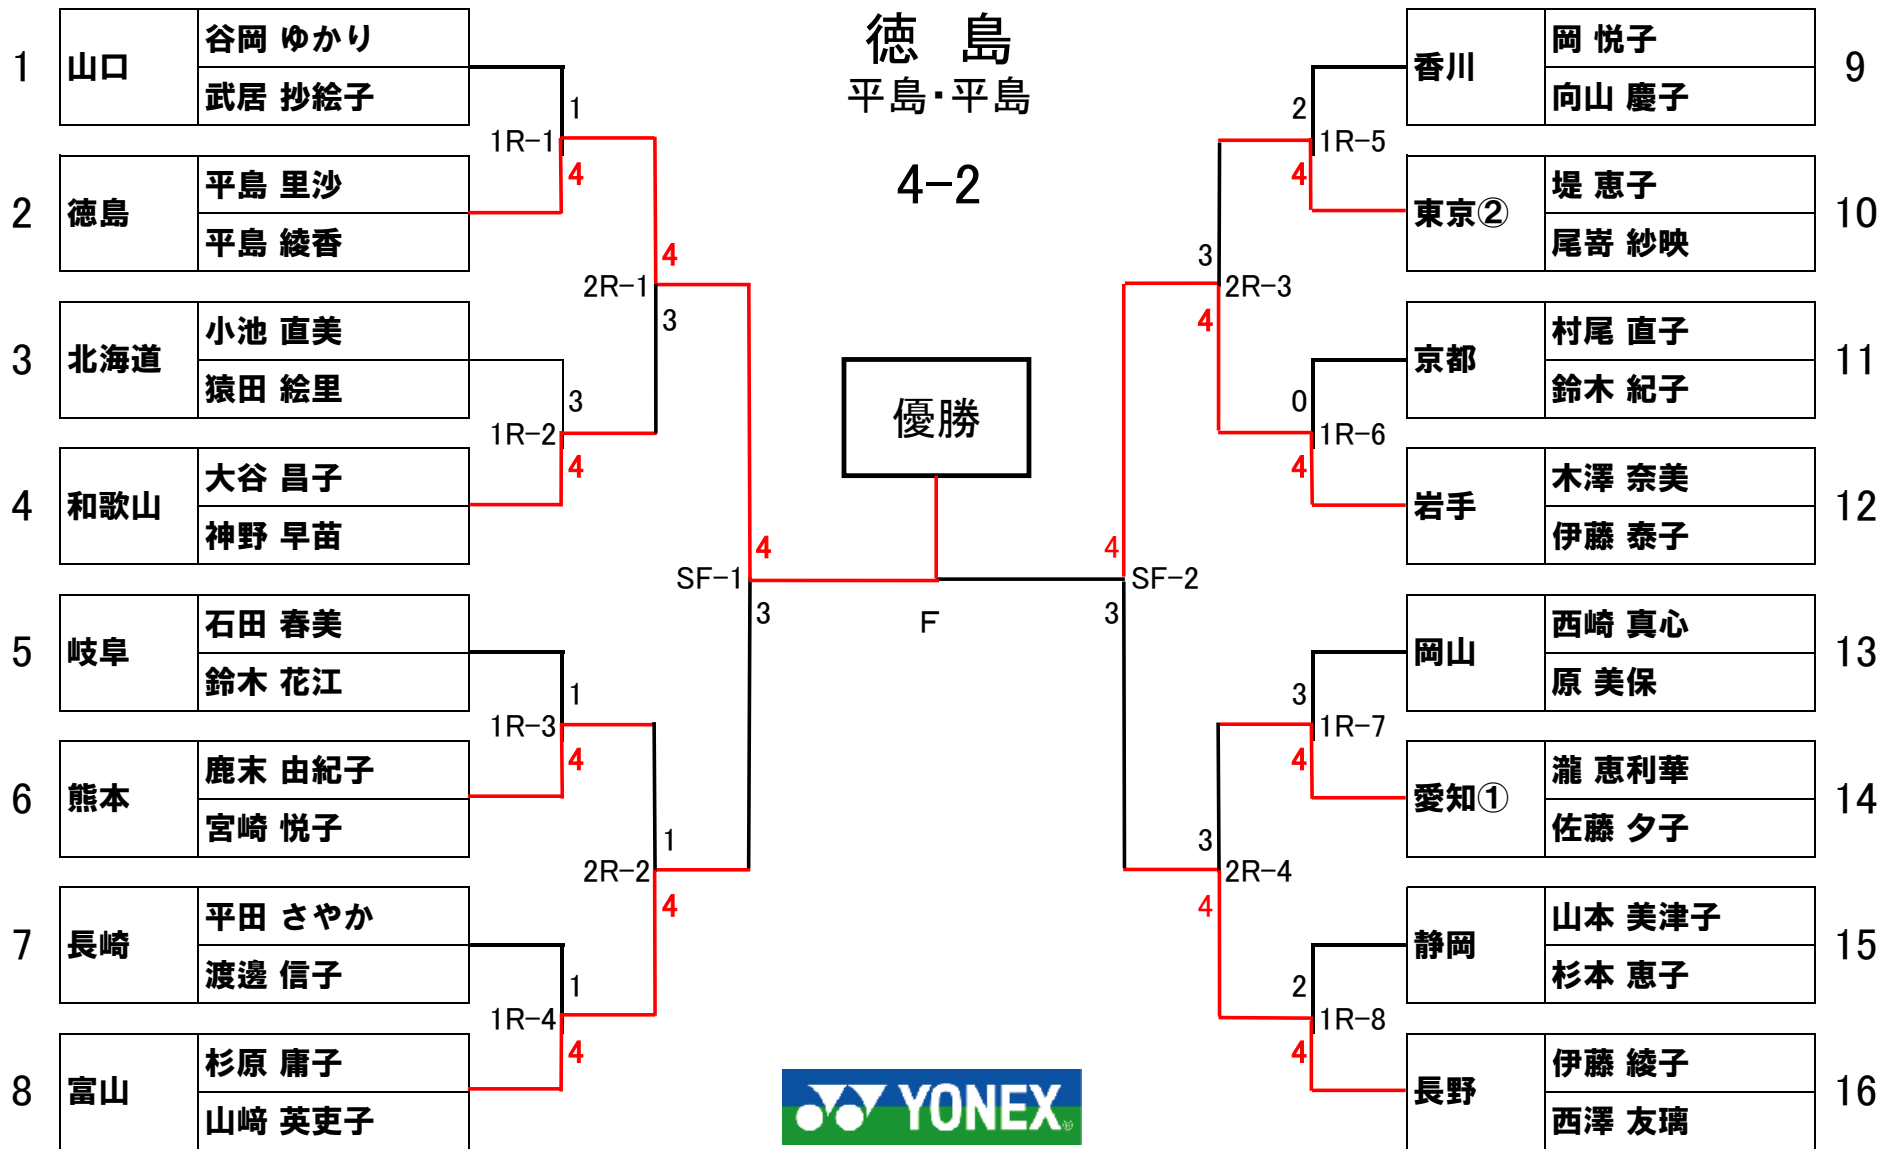 徳 島
平島・平島
4-2
優勝
F
1 山口 谷岡 ゆかり
武居 抄絵子
2 徳島 平島 里沙
平島 綾香
3 北海道 小池 直美
猿田 絵里
4 和歌山 大谷 昌子
神野 早苗
5 岐阜 石田 春美
鈴木 花江
6 熊本 鹿末 由紀子
宮崎 悦子
7 長崎 平田 さやか
渡邊 信子
8 富山 杉原 庸子
山﨑 英吏子
1
1R-1
4
3
1R-2
4
1
1R-3
4
1
1R-4
4
4
2R-1
3
1
2R-2
4
4
SF-1
3
4
SF-2
3
3
2R-3
4
3
2R-4
4
2
1R-5
4
0
1R-6
4
3
1R-7
4
2
1R-8
4
香川 岡 悦子 9
向山 慶子
東京② 堤 恵子 10
尾嵜 紗映
京都 村尾 直子 11
鈴木 紀子
岩手 木澤 奈美 12
伊藤 泰子
岡山 西崎 真心 13
原 美保
愛知① 瀧 恵利華 14
佐藤 夕子
静岡 山本 美津子 15
杉本 恵子
長野 伊藤 綾子 16
西澤 友璃
YONEX